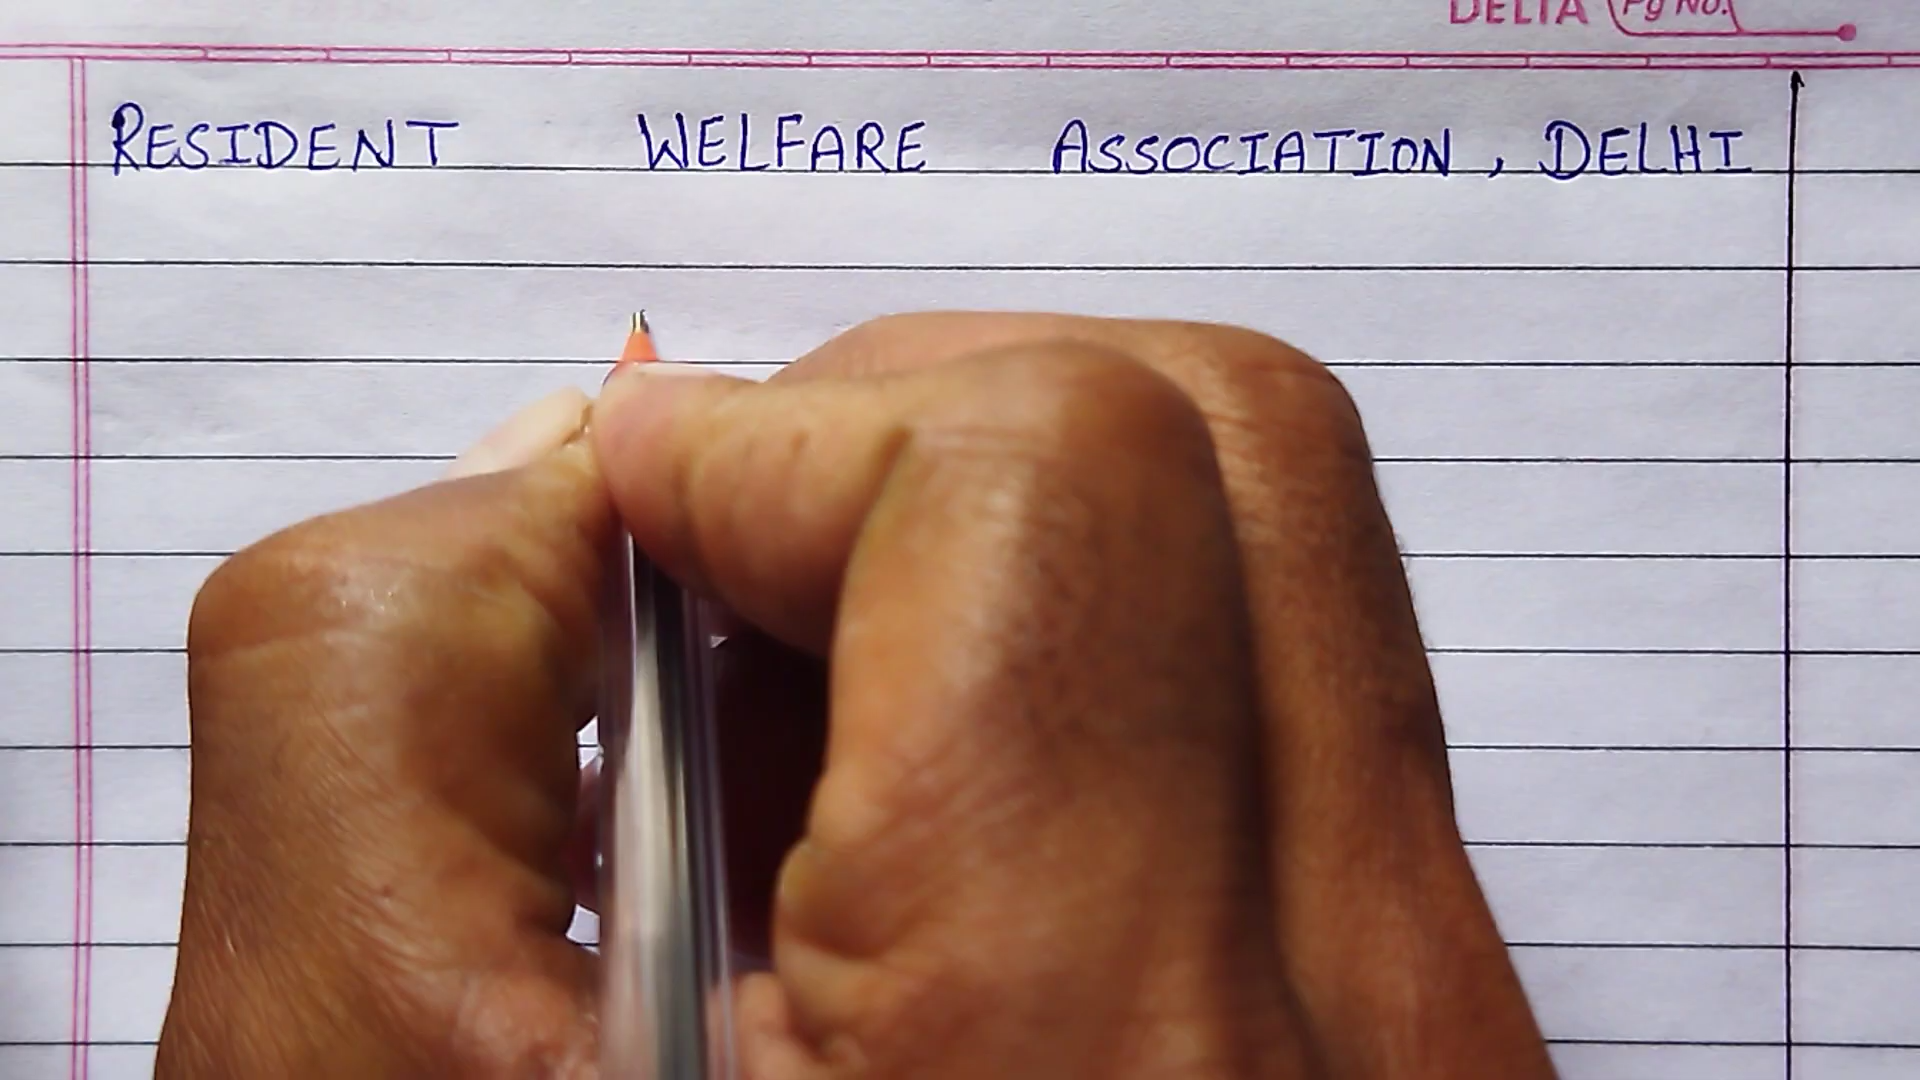 DELTA Pg No.
RESIDENT WELFARE ASSOCIATION, DELHI